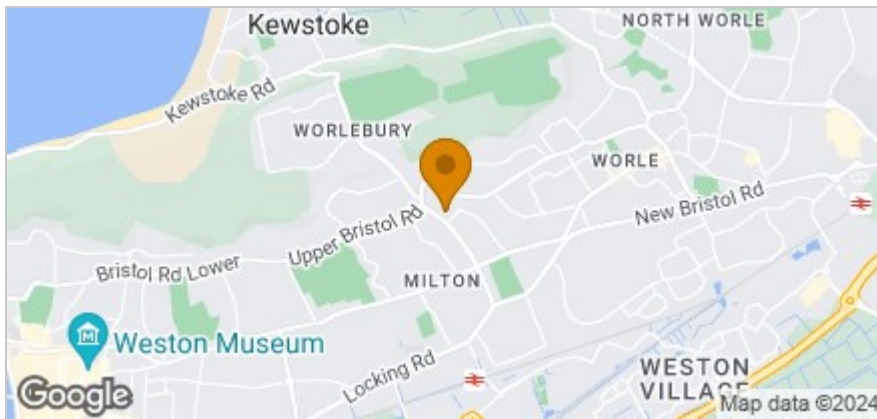 NORTH WORLE
Kewstoke
Kewstoke Rd
WORLEBURY
WORLE
New Bristol Rd
Upper Bristol Rd
Bristol Rd Lower
MILTON
M
Weston Museum
Locking Rd
WESTON
VILLAGE
Google
Map data ©2024